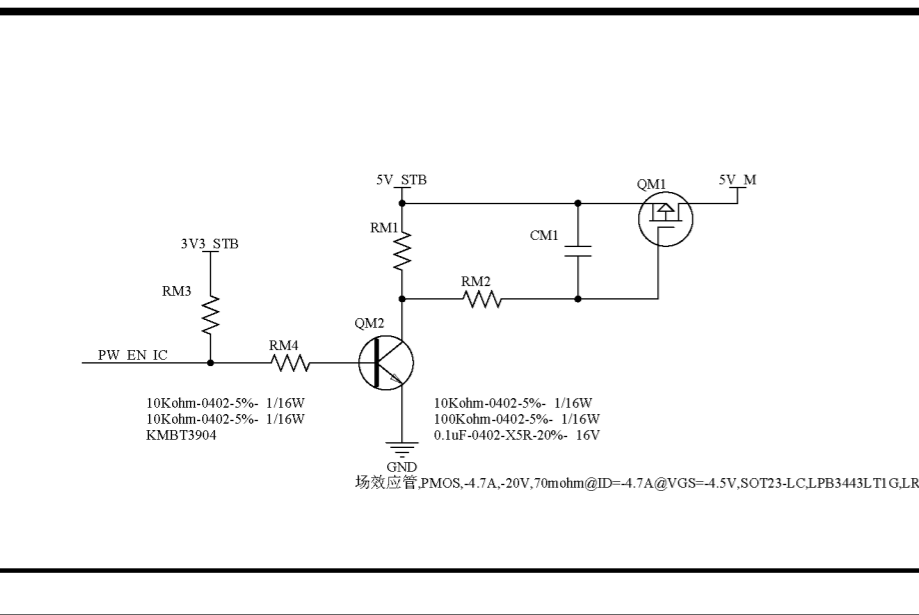 5V_STB
QM1
5V_M
RM1
CM1
3V3_STB
RM3
RM2
QM2
RM4
PW_EN_IC
10Kohm-0402-5%- 1/16W
10Kohm-0402-5%- 1/16W
KMBT3904
10Kohm-0402-5%- 1/16W
100Kohm-0402-5%- 1/16W
0.1uF-0402-X5R-20%- 16V
GND
场效应管,PMOS,-4.7A,-20V,70mohm@ID=-4.7A@VGS=-4.5V,SOT23-LC,LPB3443LT1G,LR